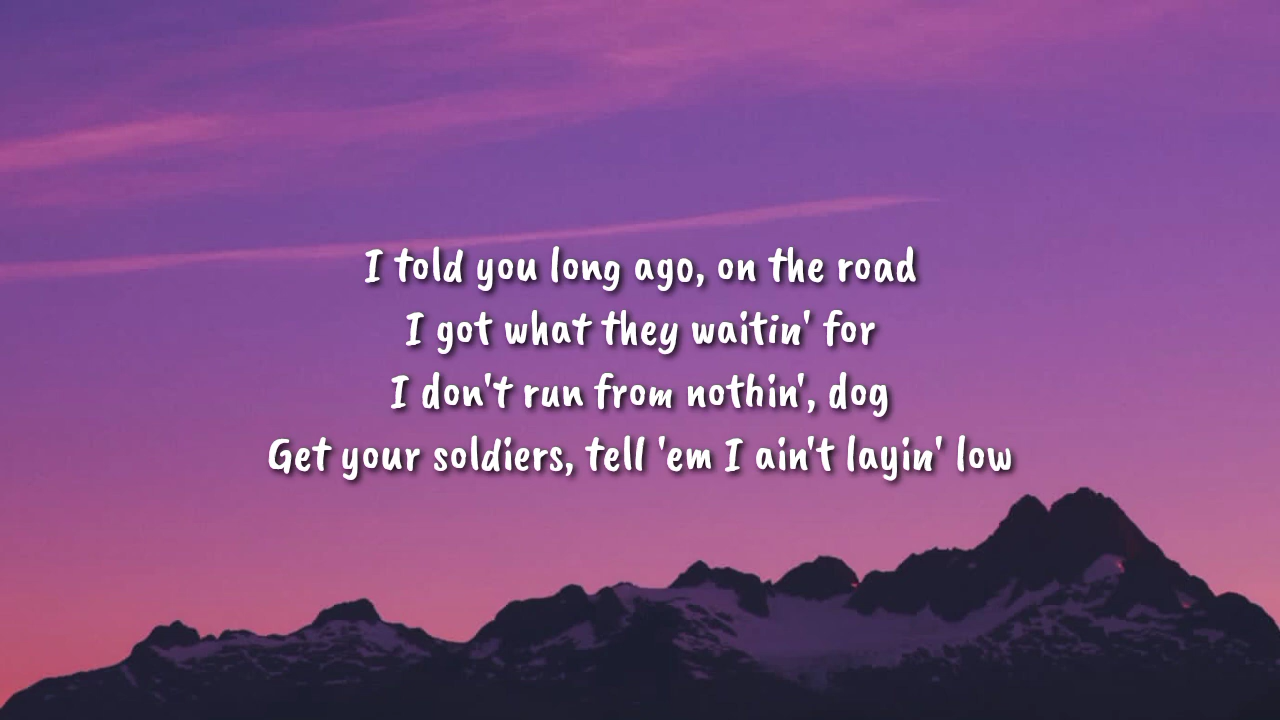 I told you long ago, on the road
I got what they waitin' for
I don't run from nothin', dog
Get your soldiers, tell 'em I ain't layin' low